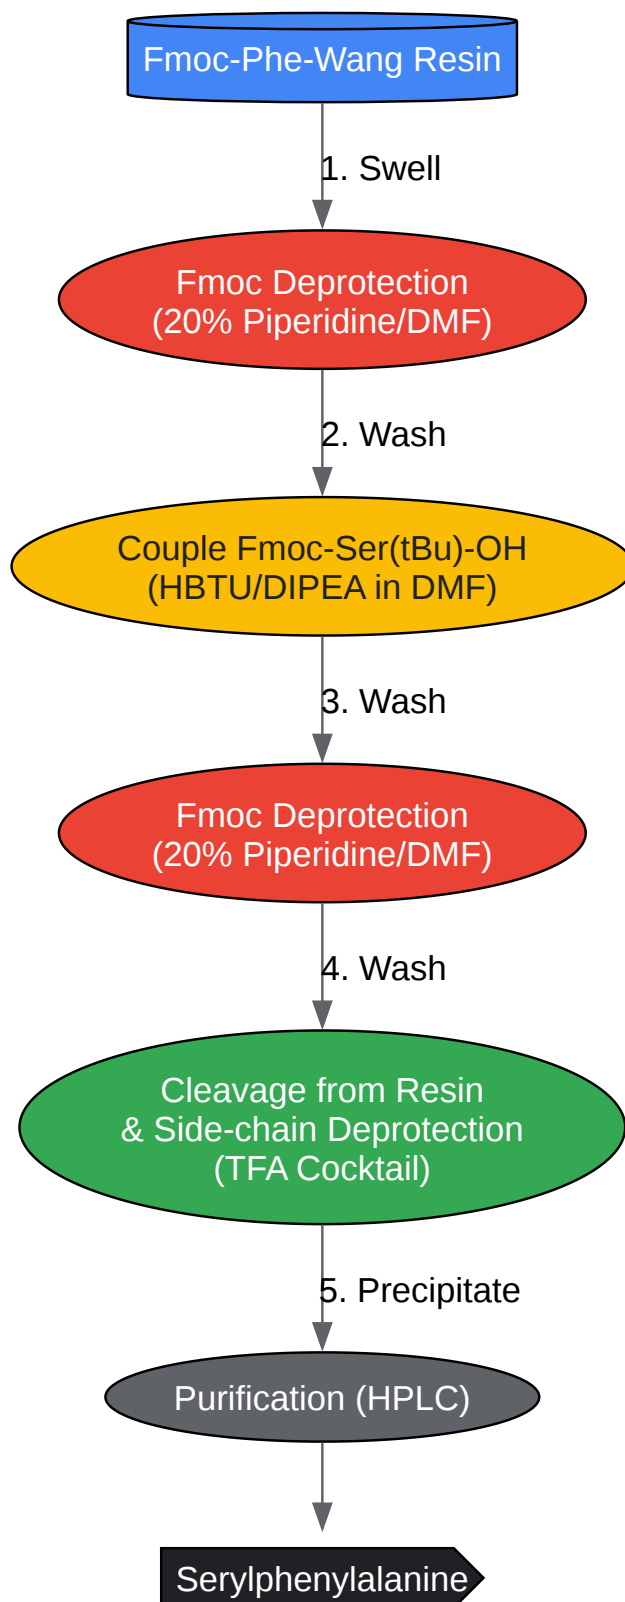 Fmoc-Phe-Wang Resin
1. Swell
Fmoc Deprotection
(20% Piperidine/DMF)
2. Wash
Couple Fmoc-Ser(tBu)-OH
(HBTU/DIPEA in DMF)
3. Wash
Fmoc Deprotection
(20% Piperidine/DMF)
4. Wash
Cleavage from Resin
& Side-chain Deprotection
(TFA Cocktail)
5. Precipitate
Purification (HPLC)
Serylphenylalanine